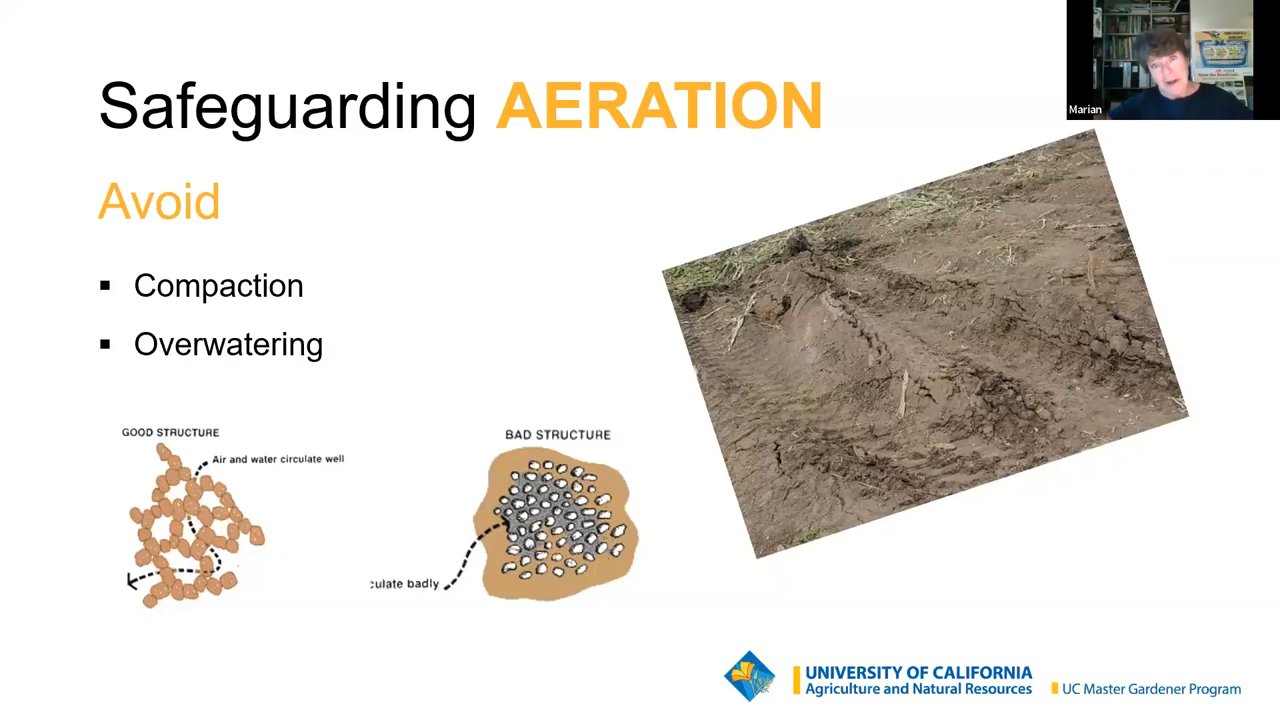 Marian
Safeguarding AERATION
Avoid
▪ Compaction
▪ Overwatering
GOOD STRUCTURE
Air and water circulate well
BAD STRUCTURE
culate badly
UNIVERSITY OF CALIFORNIA
Agriculture and Natural Resources
UC Master Gardener Program